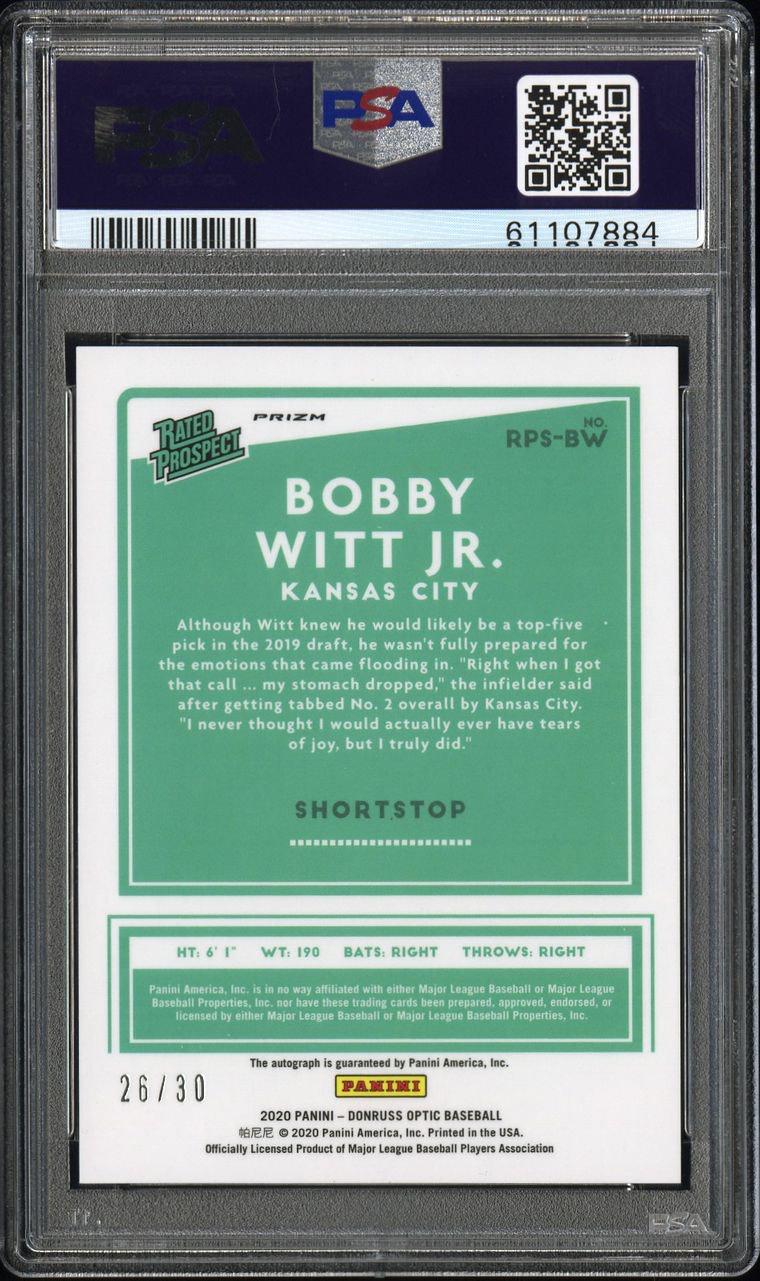 PSA
PSA
61107884
RATED
PROSPECT
PRIZM
NO.
RPS-BW
BOBBY
WITT JR.
KANSAS CITY
Although Witt knew he would likely be a top-five
pick in the 2019 draft, he wasn't fully prepared for
the emotions that came flooding in. "Right when I got
that call ... my stomach dropped," the infielder said
after getting tabbed No. 2 overall by Kansas City.
"I never thought I would actually ever have tears
of joy, but I truly did."
SHORTSTOP
HT: 6' 1" WT: 190 BATS: RIGHT THROWS: RIGHT
Panini America, Inc. is in no way affiliated with either Major League Baseball or Major League
Baseball Properties, Inc. nor have these trading cards been prepared, approved, endorsed, or
licensed by either Major League Baseball or Major League Baseball Properties, Inc.
The autograph is guaranteed by Panini America, Inc.
26/30
PANINI
2020 PANINI – DONRUSS OPTIC BASEBALL
帕尼尼 © 2020 Panini America, Inc. Printed in the USA.
Officially Licensed Product of Major League Baseball Players Association
PSA